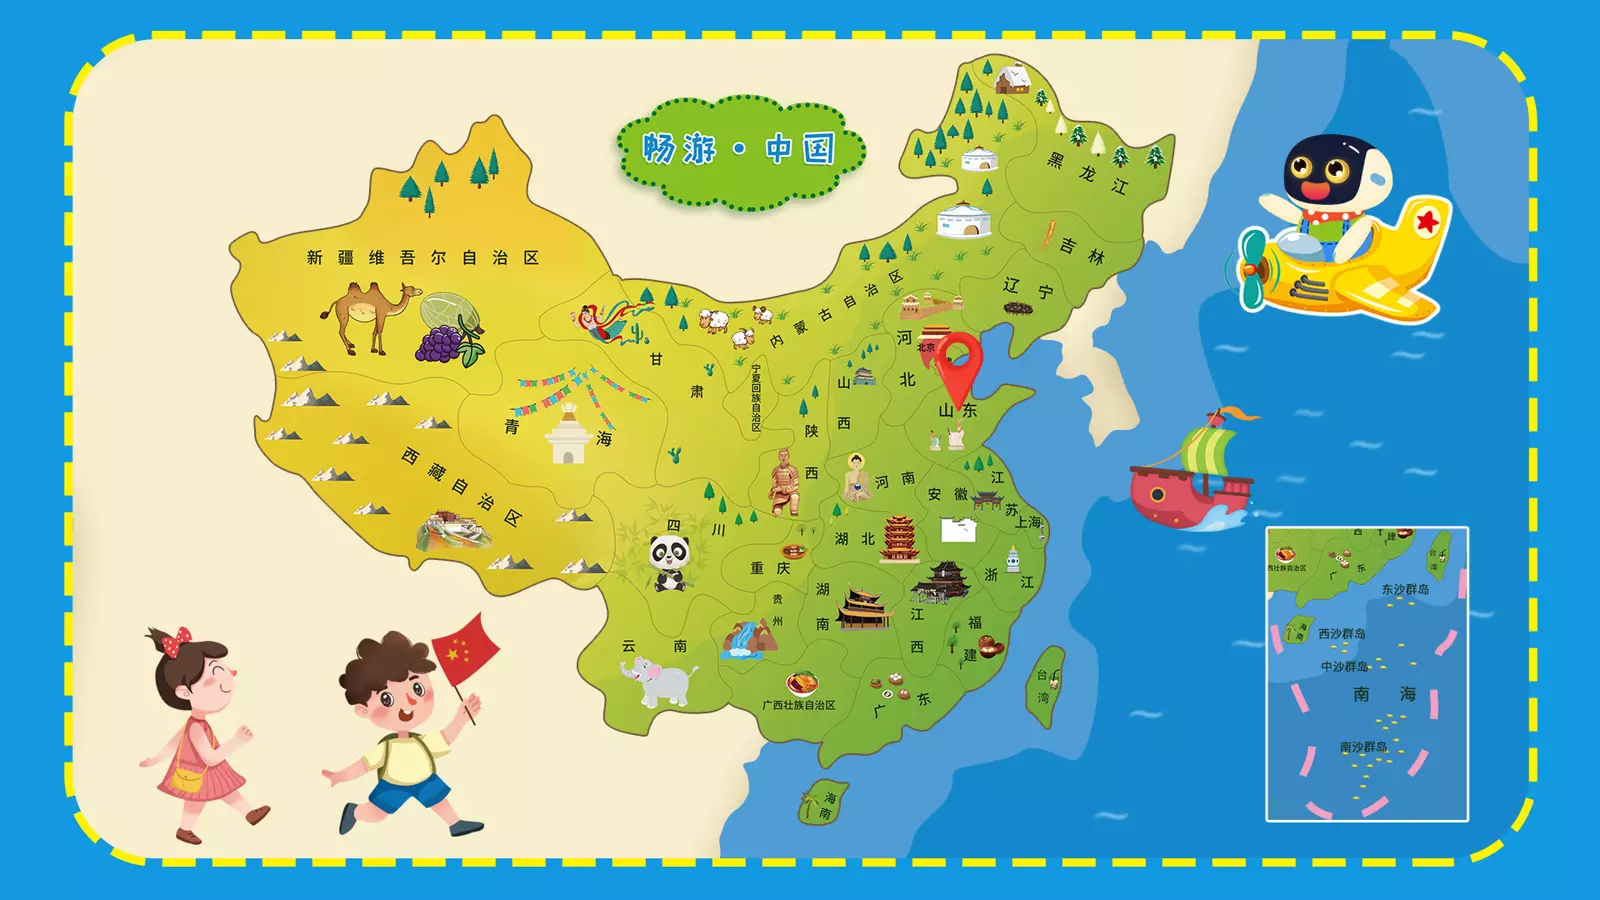 畅游·中国
黑龙江
吉林
辽宁
新疆维吾尔自治区
内蒙古自治区
甘肃
宁夏回族自治区
河北
北京
山西
山东
青海
陕西
西藏自治区
河南
安徽
江苏
上海
四川
重庆
湖北
浙江
贵州
湖南
江西
福建
云南
广西壮族自治区
广东
台湾
海南
西
建
台湾
西壮族自治区
广东
东沙群岛
海南
西沙群岛
中沙群岛
南海
南沙群岛